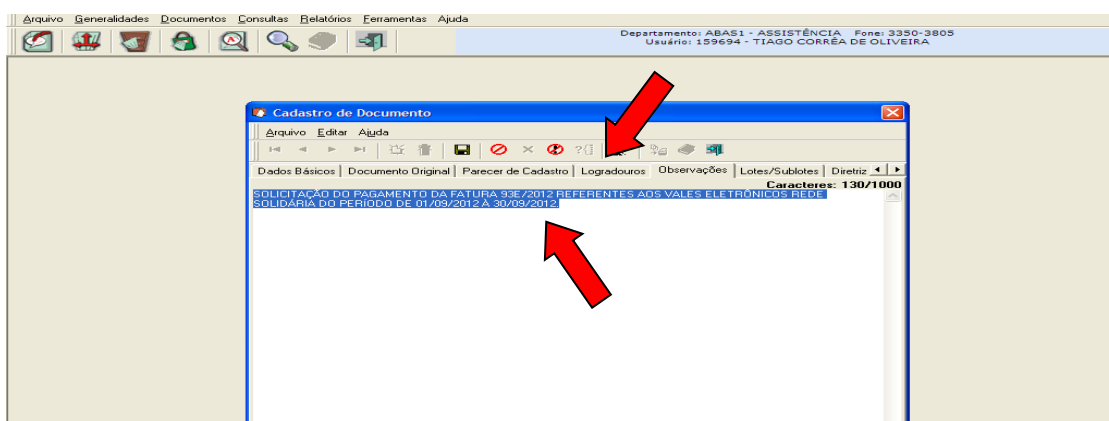 Arquivo Generalidades Documentos Consultas Relatórios Ferramentas Ajuda
Departamento: ABAS1 - ASSISTÊNCIA Fone: 3350-3805
Usuário: 159694 - TIAGO CORRÊA DE OLIVEIRA
Cadastro de Documento
Arquivo Editar Ajuda
Dados Básicos Documento Original Parecer de Cadastro Logradouros Observações Lotes/Sublotes Diretriz
Caracteres: 130/1000
SOLICITAÇÃO DO PAGAMENTO DA FATURA 93E/2012 REFERENTES AOS VALES ELETRÔNICOS REDE
SOLIDÁRIA DO PERÍODO DE 01/09/2012 À 30/09/2012.